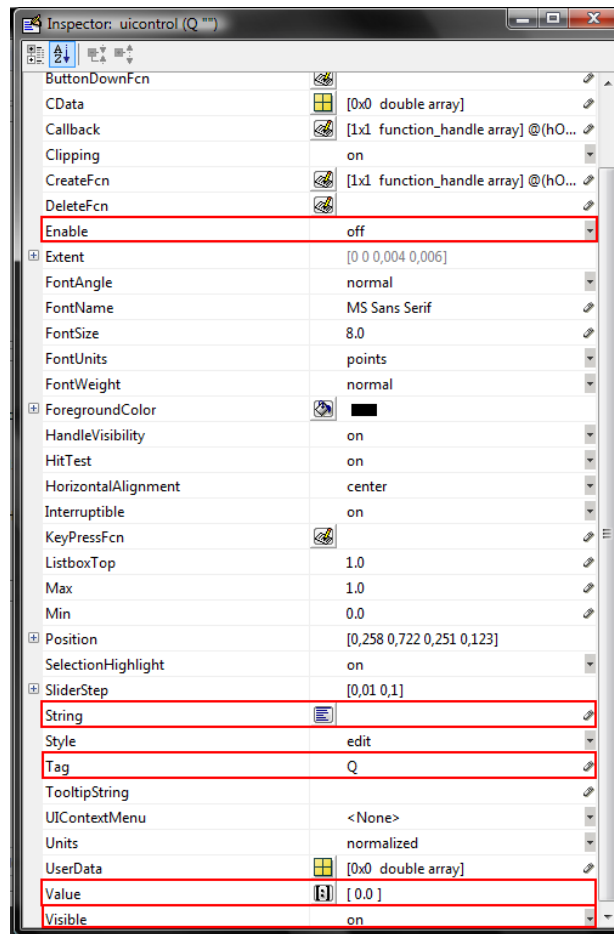 Inspector: uicontrol (Q "")
ButtonDownFcn
CData [0x0 double array]
Callback [1x1 function_handle array] @(hO...
Clipping on
CreateFcn [1x1 function_handle array] @(hO...
DeleteFcn
Enable off
Extent [0 0 0,004 0,006]
FontAngle normal
FontName MS Sans Serif
FontSize 8.0
FontUnits points
FontWeight normal
ForegroundColor
HandleVisibility on
HitTest on
HorizontalAlignment center
Interruptible on
KeyPressFcn
ListboxTop 1.0
Max 1.0
Min 0.0
Position [0,258 0,722 0,251 0,123]
SelectionHighlight on
SliderStep [0,01 0,1]
String
Style edit
Tag Q
TooltipString
UIContextMenu <None>
Units normalized
UserData [0x0 double array]
Value [ 0.0 ]
Visible on